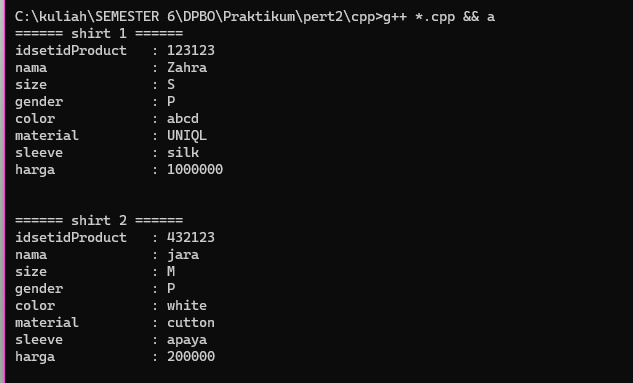 C:\kuliah\SEMESTER 6\DPBO\Praktikum\pert2\cpp>g++ *.cpp && a
====== shirt 1 ======
idsetidProduct : 123123
nama : Zahra
size : S
gender : P
color : abcd
material : UNIQL
sleeve : silk
harga : 1000000
====== shirt 2 ======
idsetidProduct : 432123
nama : jara
size : M
gender : P
color : white
material : cutton
sleeve : apaya
harga : 200000